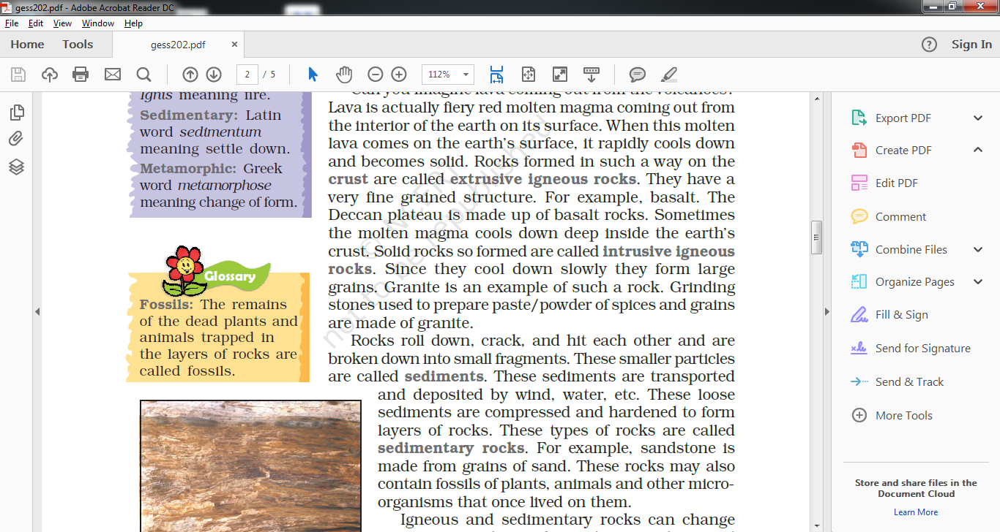 gess202.pdf - Adobe Acrobat Reader DC
File Edit View Window Help
Home Tools gess202.pdf × ? Sign In
2 / 5 112%
Ignis meaning fire.
Sedimentary: Latin
word sedimentum
meaning settle down.
Metamorphic: Greek
word metamorphose
meaning change of form.
Glossary
Fossils: The remains
of the dead plants and
animals trapped in
the layers of rocks are
called fossils.
Can you imagine lava coming out from the volcanoes?
Lava is actually fiery red molten magma coming out from
the interior of the earth on its surface. When this molten
lava comes on the earth's surface, it rapidly cools down
and becomes solid. Rocks formed in such a way on the
crust are called extrusive igneous rocks. They have a
very fine grained structure. For example, basalt. The
Deccan plateau is made up of basalt rocks. Sometimes
the molten magma cools down deep inside the earth's
crust. Solid rocks so formed are called intrusive igneous
rocks. Since they cool down slowly they form large
grains. Granite is an example of such a rock. Grinding
stones used to prepare paste/powder of spices and grains
are made of granite.
Rocks roll down, crack, and hit each other and are
broken down into small fragments. These smaller particles
are called sediments. These sediments are transported
and deposited by wind, water, etc. These loose
sediments are compressed and hardened to form
layers of rocks. These types of rocks are called
sedimentary rocks. For example, sandstone is
made from grains of sand. These rocks may also
contain fossils of plants, animals and other micro-
organisms that once lived on them.
Igneous and sedimentary rocks can change
© NCERT
not to be republished
Export PDF
Create PDF
Edit PDF
Comment
Combine Files
Organize Pages
Fill & Sign
Send for Signature
Send & Track
More Tools
Store and share files in the
Document Cloud
Learn More